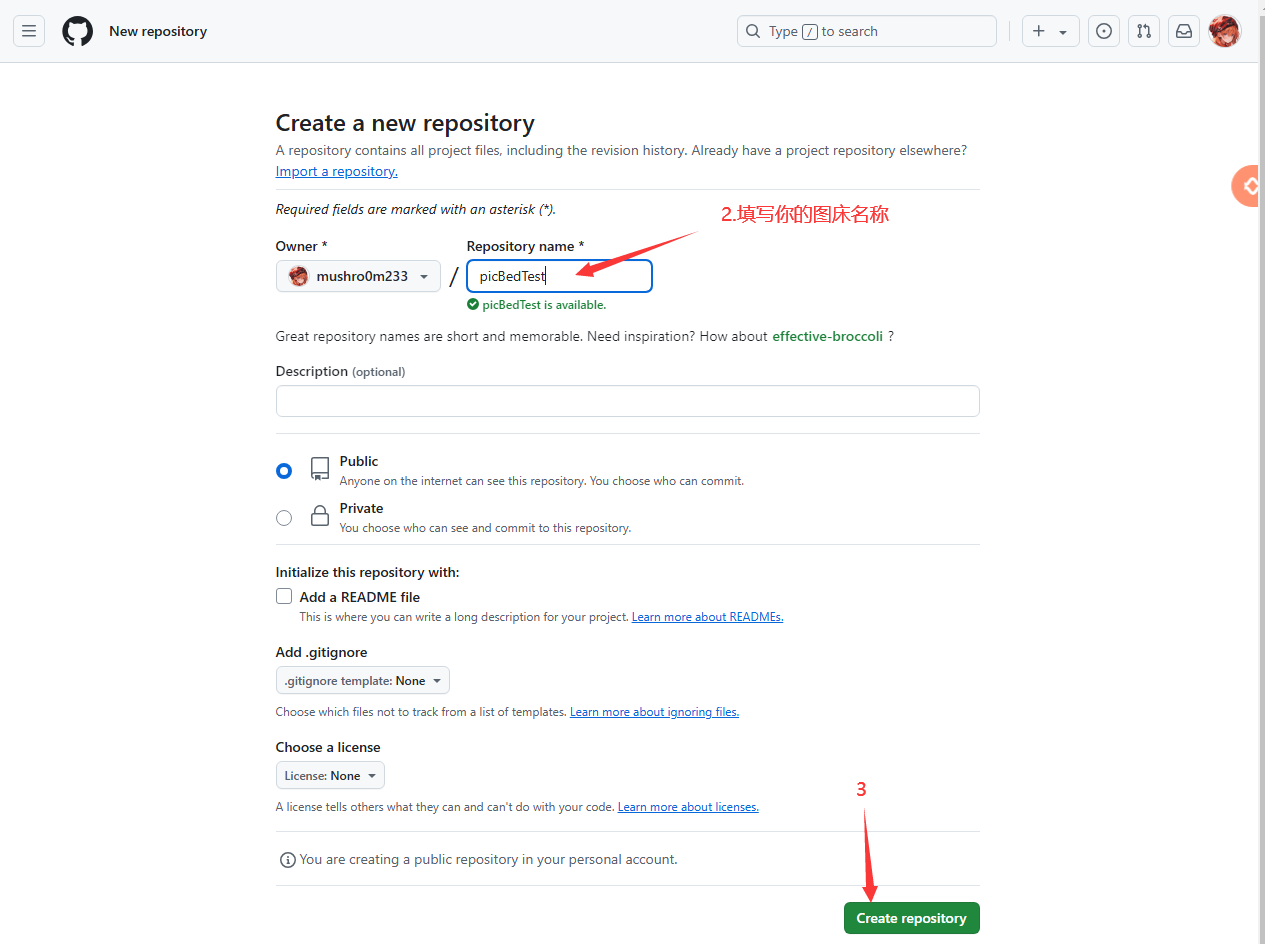 New repository
Type / to search
Create a new repository
A repository contains all project files, including the revision history. Already have a project repository elsewhere?
Import a repository.
Required fields are marked with an asterisk (*).
2.填写你的图床名称
Owner * Repository name *
mushro0m233 / picBedTest
picBedTest is available.
Great repository names are short and memorable. Need inspiration? How about effective-broccoli ?
Description (optional)
Public
Anyone on the internet can see this repository. You choose who can commit.
Private
You choose who can see and commit to this repository.
Initialize this repository with:
Add a README file
This is where you can write a long description for your project. Learn more about READMEs.
Add .gitignore
.gitignore template: None
Choose which files not to track from a list of templates. Learn more about ignoring files.
Choose a license
License: None
A license tells others what they can and can't do with your code. Learn more about licenses.
3
You are creating a public repository in your personal account.
Create repository